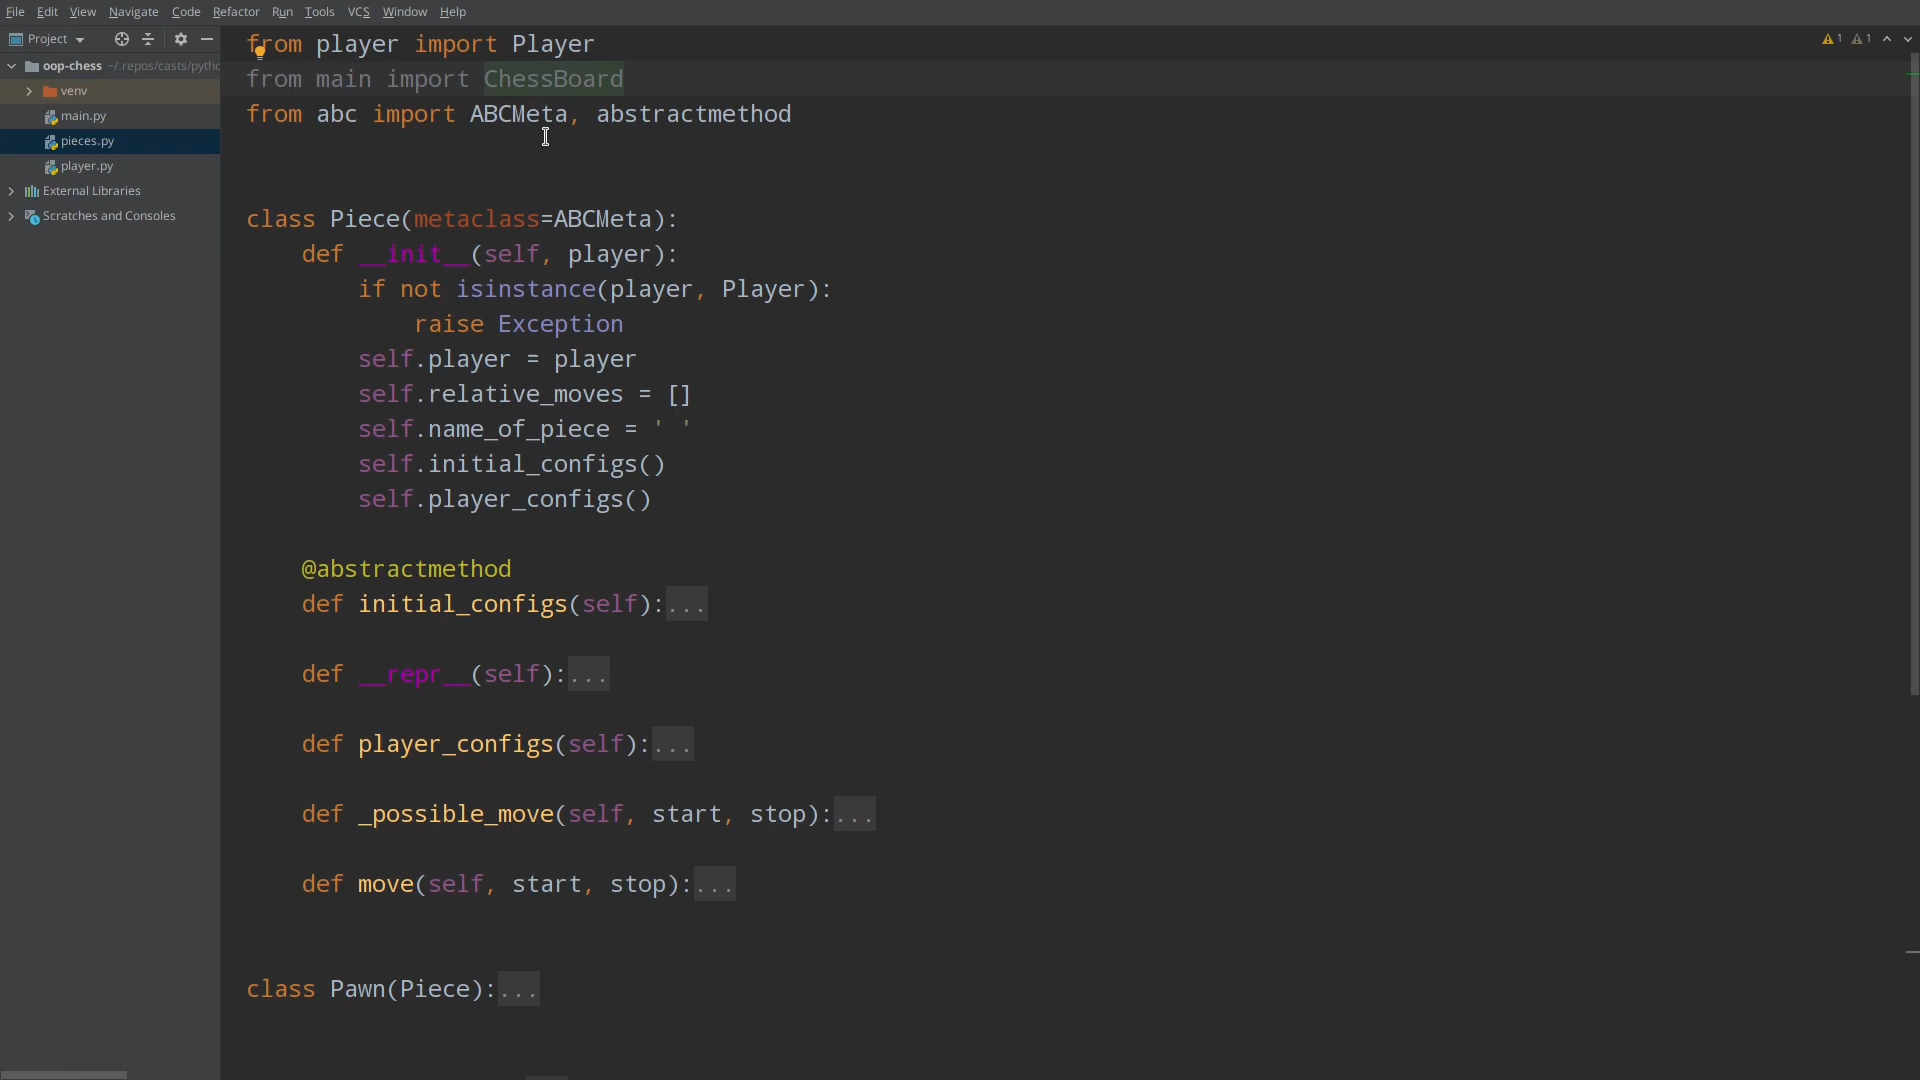 File Edit View Navigate Code Refactor Run Tools VCS Window Help
Project
1 1
oop-chess ~/.repos/casts/pytho
venv
main.py
pieces.py
player.py
External Libraries
Scratches and Consoles
from player import Player
from main import ChessBoard
from abc import ABCMeta, abstractmethod
class Piece(metaclass=ABCMeta):
def __init__(self, player):
if not isinstance(player, Player):
raise Exception
self.player = player
self.relative_moves = []
self.name_of_piece = ' '
self.initial_configs()
self.player_configs()
@abstractmethod
def initial_configs(self):...
def __repr__(self):...
def player_configs(self):...
def _possible_move(self, start, stop):...
def move(self, start, stop):...
class Pawn(Piece):...